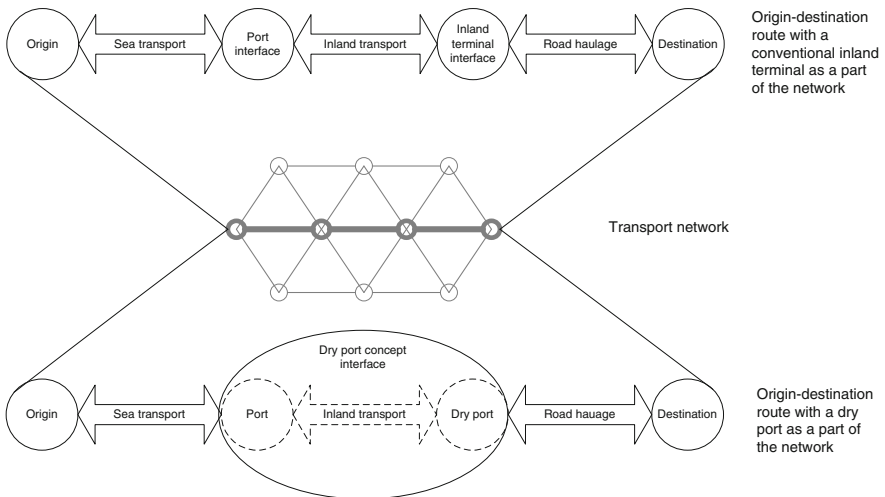 Origin
Sea transport
Port
interface
Inland transport
Inland
terminal
interface
Road haulage
Destination
Origin-destination
route with a
conventional inland
terminal as a part
of the network
Transport network
Dry port concept
interface
Origin
Sea transport
Port
Inland transport
Dry port
Road hauage
Destination
Origin-destination
route with a dry
port as a part of
the network